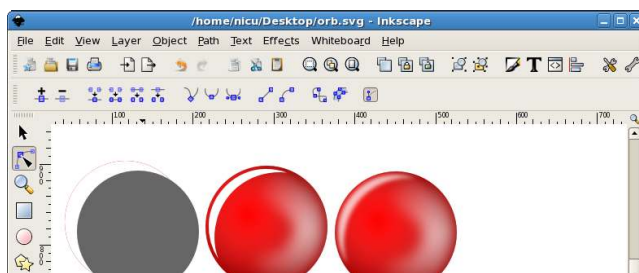 /home/nicu/Desktop/orb.svg - Inkscape
File Edit View Layer Object Path Text Effects Whiteboard Help
100 200 300 400 500 600 700